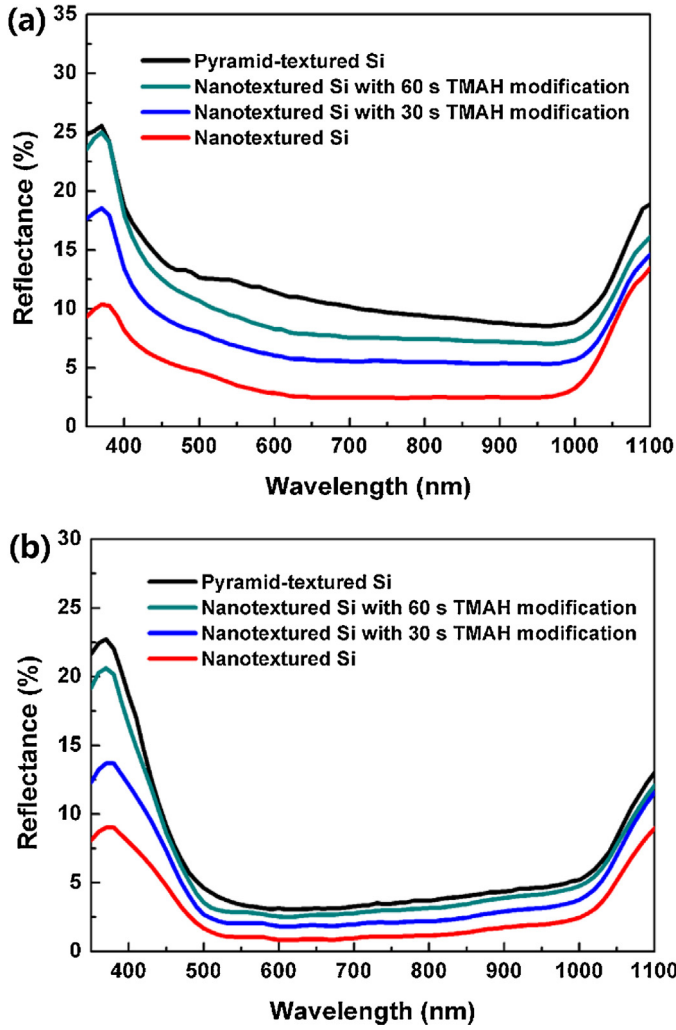 (a)
35
30
25
20
15
10
5
0
Reflectance (%)
Pyramid-textured Si
Nanotextured Si with 60 s TMAH modification
Nanotextured Si with 30 s TMAH modification
Nanotextured Si
400 500 600 700 800 900 1000 1100
Wavelength (nm)
(b)
30
25
20
15
10
5
0
Reflectance (%)
Pyramid-textured Si
Nanotextured Si with 60 s TMAH modification
Nanotextured Si with 30 s TMAH modification
Nanotextured Si
400 500 600 700 800 900 1000 1100
Wavelength (nm)